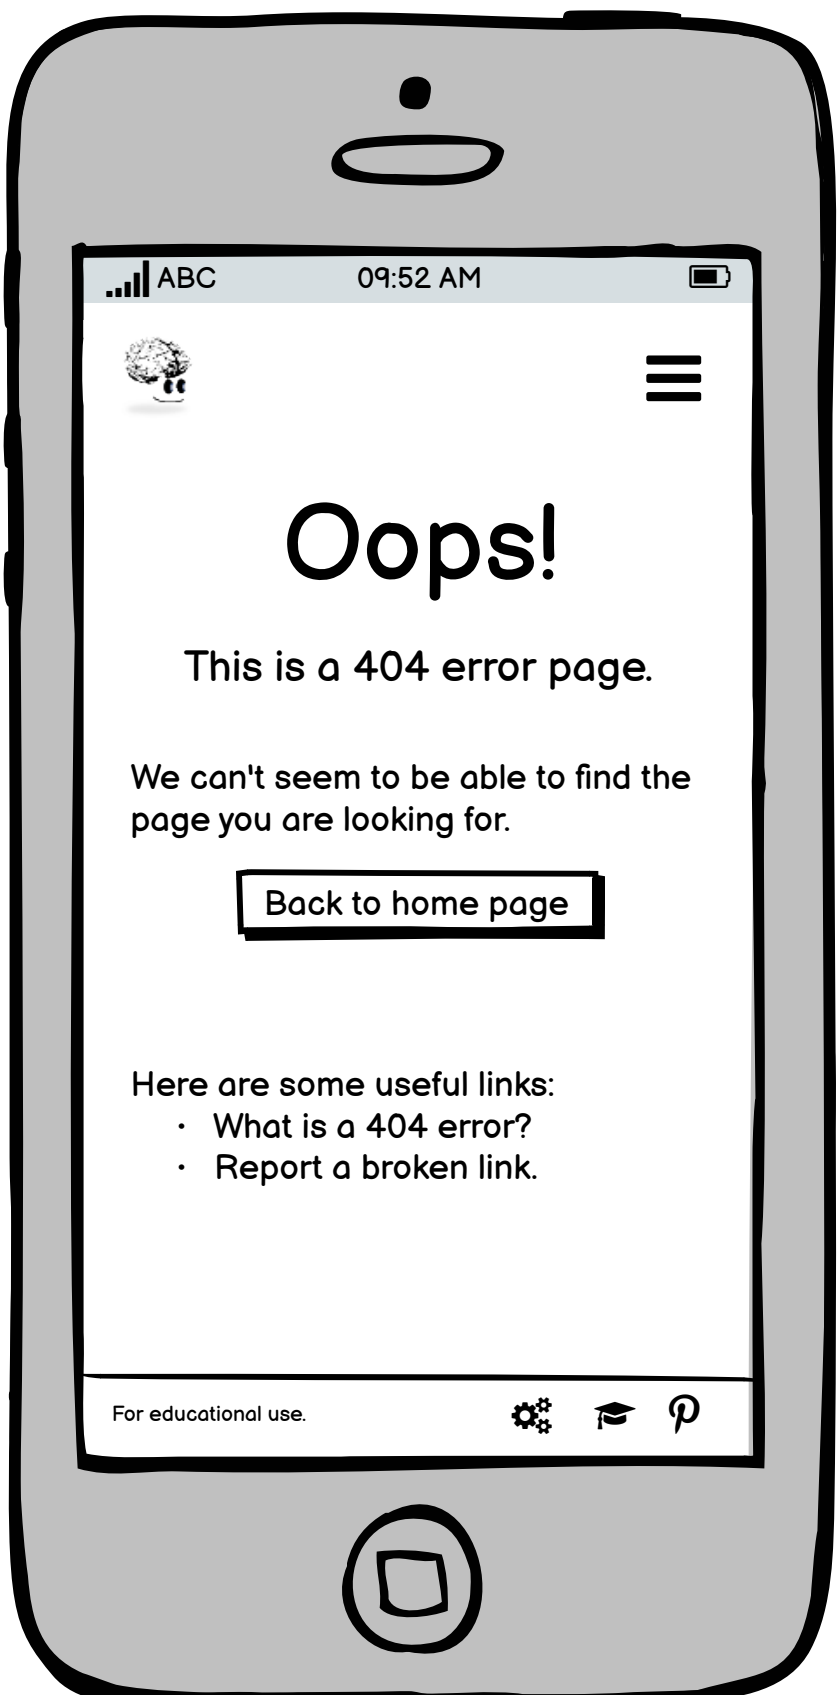 ABC 09:52 AM
Oops!
This is a 404 error page.
We can't seem to be able to find the
page you are looking for.
Back to home page
Here are some useful links:
• What is a 404 error?
• Report a broken link.
For educational use.